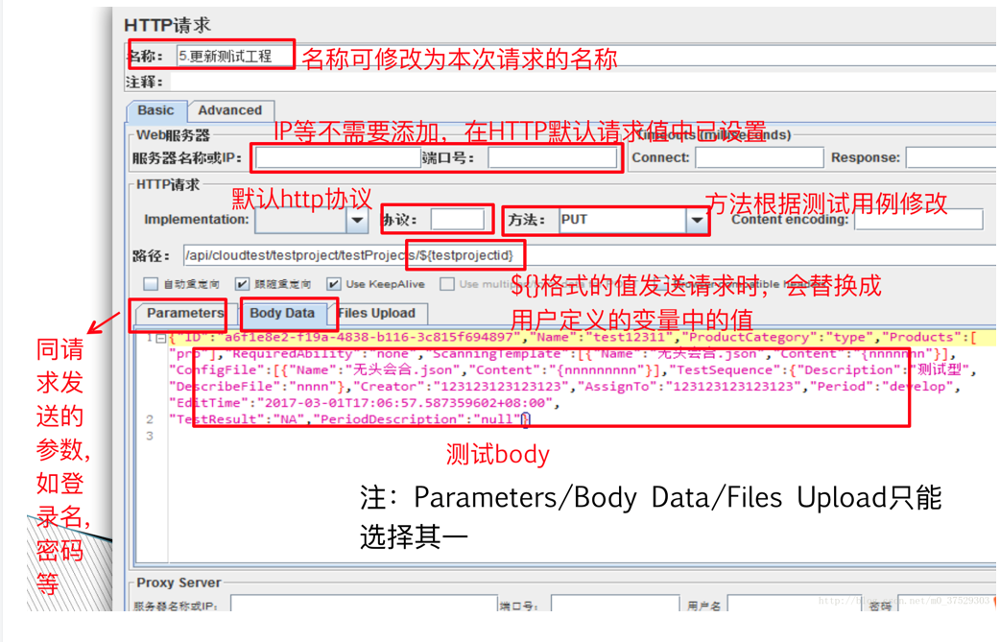 HTTP请求
名称： 5.更新测试工程 名称可修改为本次请求的名称
注释：
Basic Advanced
IP等不需要添加，在HTTP默认请求值中已设置
Web服务器 Timeouts (milliseconds)
服务器名称或IP： 端口号： Connect: Response:
HTTP请求
默认http协议 方法根据测试用例修改
Implementation: 协议： 方法： PUT Content encoding:
路径： /api/cloudtest/testproject/testProjects/${testprojectid}
自动重定向 跟随重定向 Use KeepAlive Use
${}格式的值发送请求时，会替换成
用户定义的变量中的值
Parameters Body Data Files Upload
1 {"ID":"a6f1e8e2-f19a-4838-b116-3c815f694897","Name":"test12311","ProductCategory":"type","Products":[
"pro"],"RequiredAbility":"none","ScanningTemplate":[{"Name":"无头会合.json","Content":"{nnnnnnn"}],
"ConfigFile":[{"Name":"无头会合.json","Content":"{nnnnnnnnn"}],"TestSequence":{"Description":"测试型",
"DescribeFile":"nnnn"},"Creator":"123123123123123","AssignTo":"123123123123123","Period":"develop",
"EditTime":"2017-03-01T17:06:57.587359602+08:00",
2 "TestResult":"NA","PeriodDescription":"null"}
3
同请
求发
送的
参数,
如登
录名,
密码
等
测试body
注：Parameters/Body Data/Files Upload只能
选择其一
Proxy Server
服务器名称或IP： 端口号： 用户名 密码